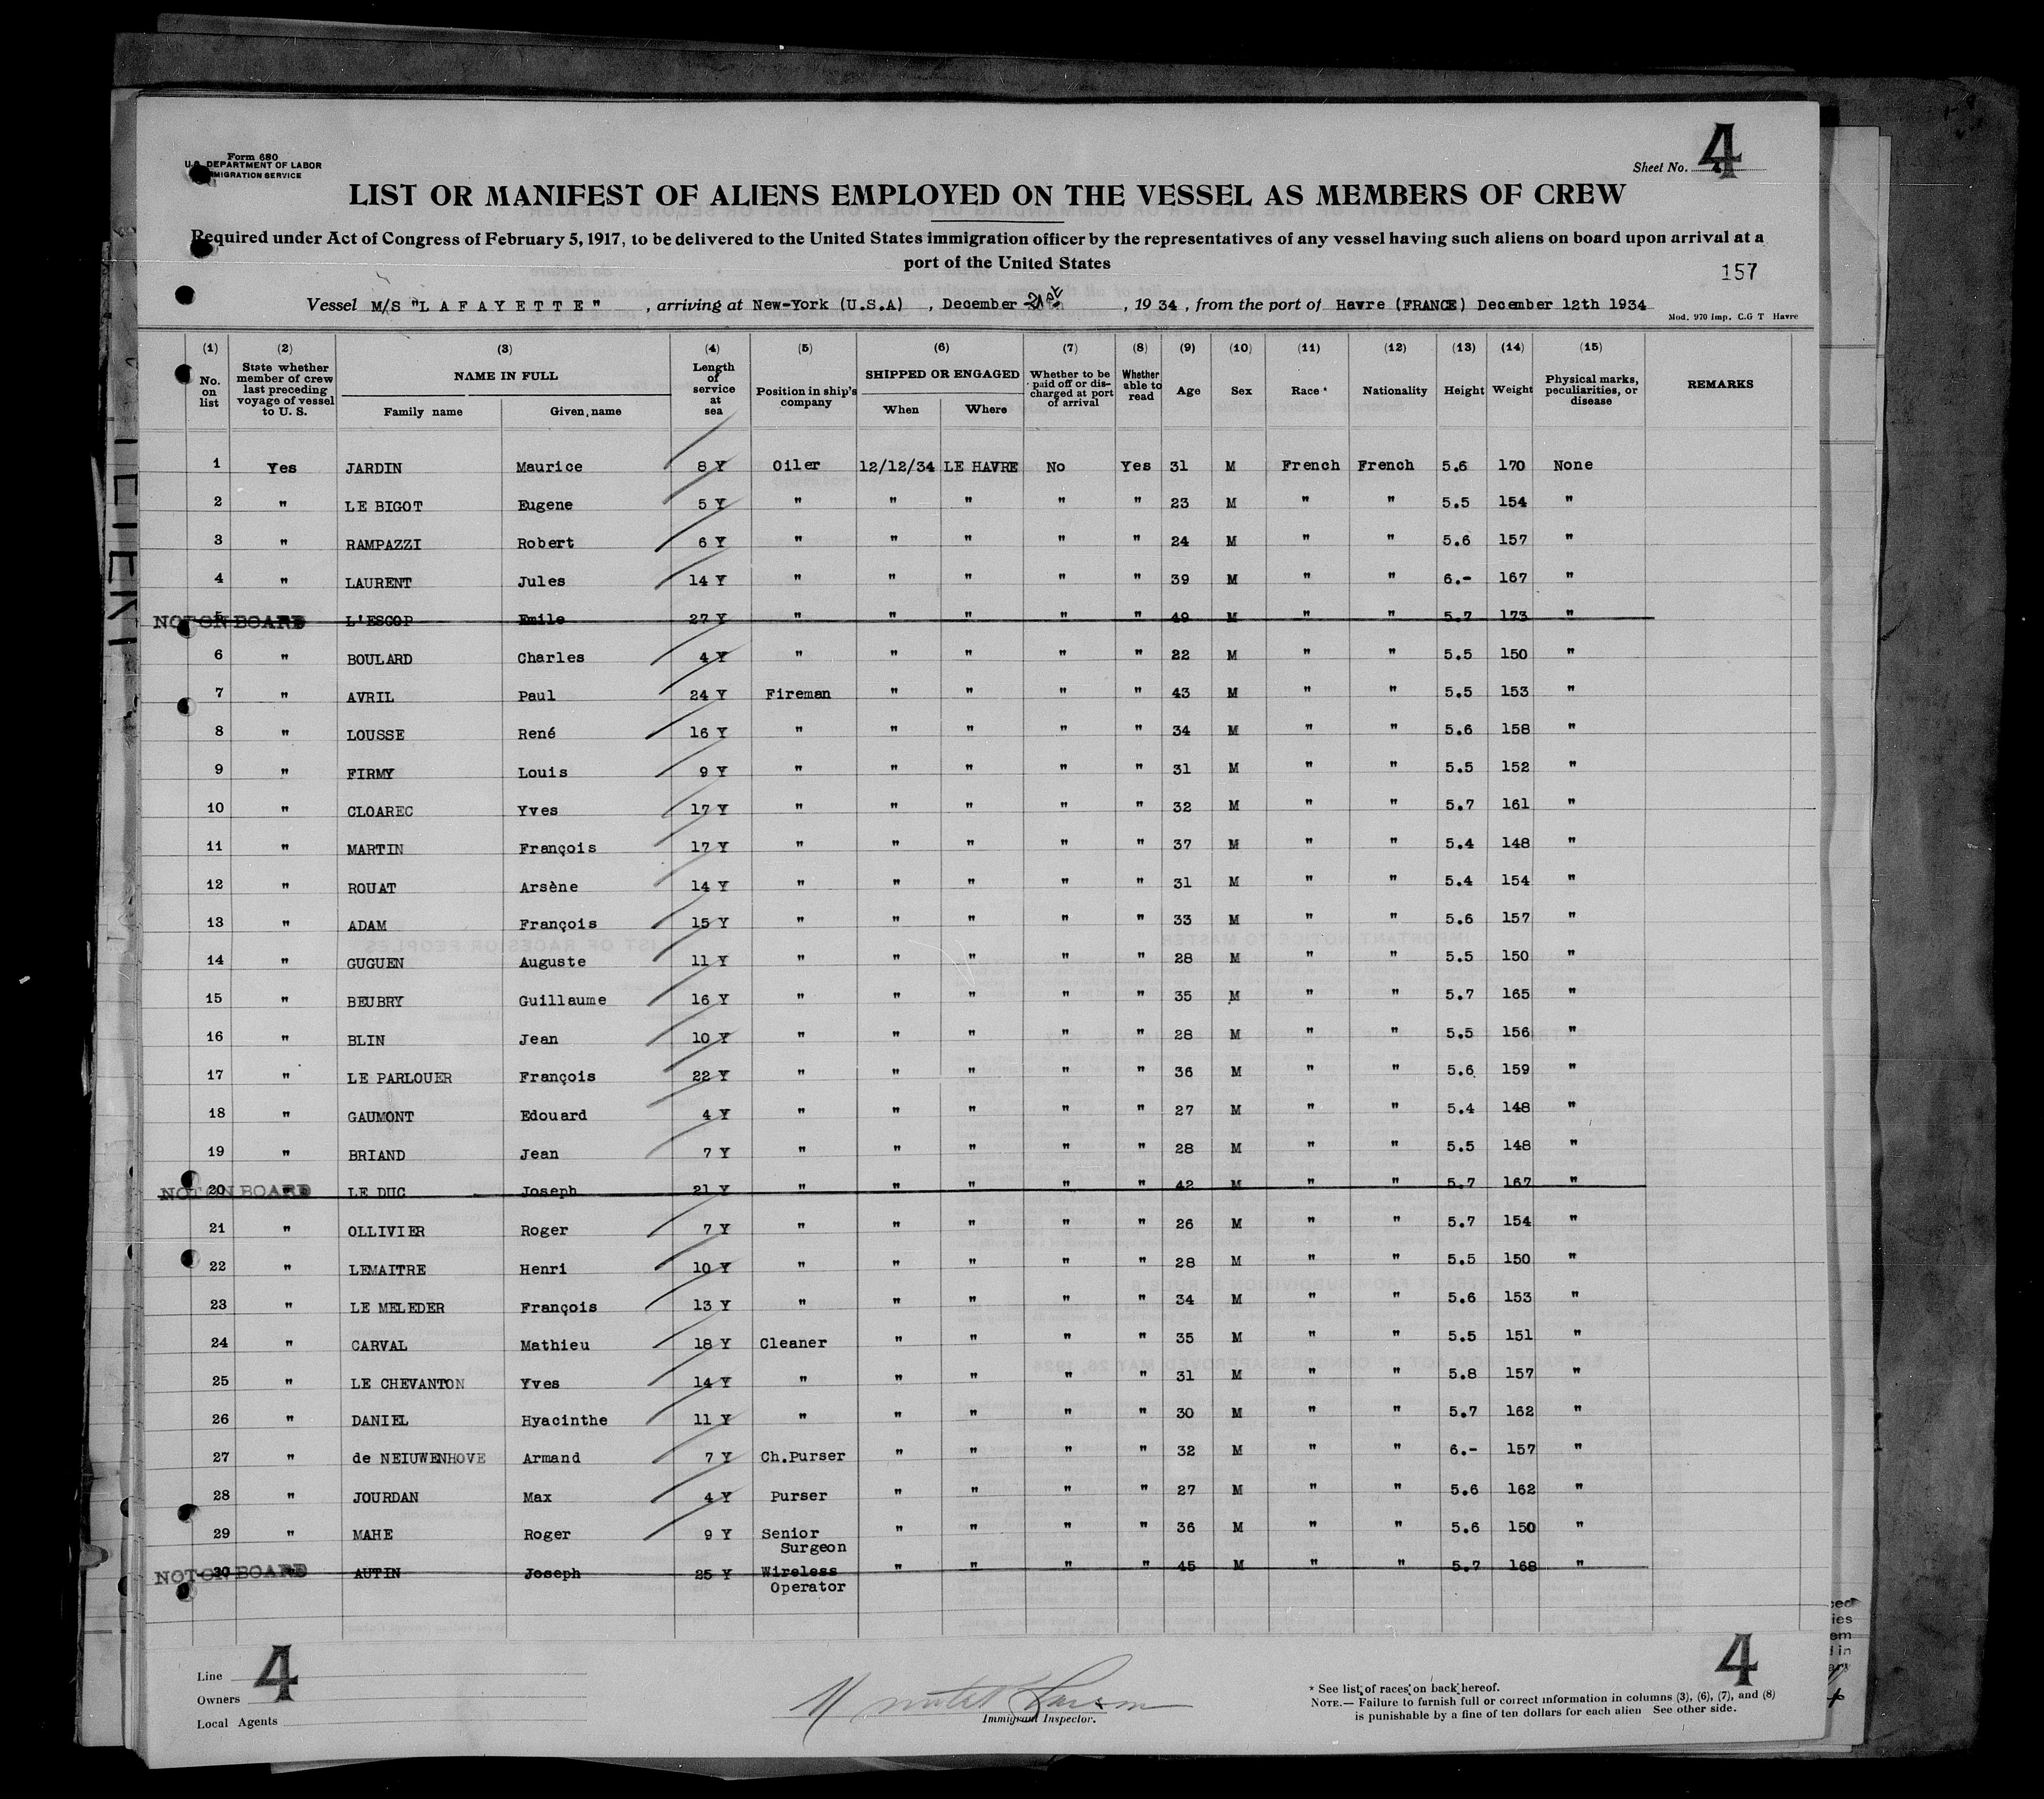 Form 680
U.S. DEPARTMENT OF LABOR
IMMIGRATION SERVICE
Sheet No. 4
LIST OR MANIFEST OF ALIENS EMPLOYED ON THE VESSEL AS MEMBERS OF CREW
Required under Act of Congress of February 5, 1917, to be delivered to the United States immigration officer by the representatives of any vessel having such aliens on board upon arrival at a
port of the United States
157
Vessel M/S "L A F A Y E T T E", arriving at New-York (U.S.A), December 21st, 1934, from the port of Havre (FRANCE) December 12th 1934
Mod. 970 imp. C.G T Havre
(1) (2) (3) (4) (5) (6) (7) (8) (9) (10) (11) (12) (13) (14) (15)
No. on list State whether member of crew last preceding voyage of vessel to U. S. NAME IN FULL Family name Given name Length of service at sea Position in ship's company SHIPPED OR ENGAGED When Where Whether to be paid off or discharged at port of arrival Whether able to read Age Sex Race * Nationality Height Weight Physical marks, peculiarities, or disease REMARKS
1 Yes JARDIN Maurice 8 Y Oiler 12/12/34 LE HAVRE No Yes 31 M French French 5.6 170 None
2 " LE BIGOT Eugene 5 Y " " " " " 23 M " " 5.5 154 "
3 " RAMPAZZI Robert 6 Y " " " " " 24 M " " 5.6 157 "
4 " LAURENT Jules 14 Y " " " " " 39 M " " 6.- 167 "
NOT ON BOARD 5 " L'ESCOP Emile 27 Y " " " " " 49 M " " 5.7 173 "
6 " BOULARD Charles 4 Y " " " " " 22 M " " 5.5 150 "
7 " AVRIL Paul 24 Y Fireman " " " " 43 M " " 5.5 153 "
8 " LOUSSE René 16 Y " " " " " 34 M " " 5.6 158 "
9 " FIRMY Louis 9 Y " " " " " 31 M " " 5.5 152 "
10 " CLOAREC Yves 17 Y " " " " " 32 M " " 5.7 161 "
11 " MARTIN François 17 Y " " " " " 37 M " " 5.4 148 "
12 " ROUAT Arsène 14 Y " " " " " 31 M " " 5.4 154 "
13 " ADAM François 15 Y " " " " " 33 M " " 5.6 157 "
14 " GUGUEN Auguste 11 Y " " " " " 28 M " " 5.5 150 "
15 " BEUBRY Guillaume 16 Y " " " " " 35 M " " 5.7 165 "
16 " BLIN Jean 10 Y " " " " " 28 M " " 5.5 156 "
17 " LE PARLOUER François 22 Y " " " " " 36 M " " 5.6 159 "
18 " GAUMONT Edouard 4 Y " " " " " 27 M " " 5.4 148 "
19 " BRIAND Jean 7 Y " " " " " 28 M " " 5.5 148 "
NOT ON BOARD 20 " LE DUC Joseph 21 Y " " " " " 42 M " " 5.7 167 "
21 " OLLIVIER Roger 7 Y " " " " " 26 M " " 5.7 154 "
22 " LEMAITRE Henri 10 Y " " " " " 28 M " " 5.5 150 "
23 " LE MELEDER François 13 Y " " " " " 34 M " " 5.6 153 "
24 " CARVAL Mathieu 18 Y Cleaner " " " " 35 M " " 5.5 151 "
25 " LE CHEVANTON Yves 14 Y " " " " " 31 M " " 5.8 157 "
26 " DANIEL Hyacinthe 11 Y " " " " " 30 M " " 5.7 162 "
27 " de NEIUWENHOVE Armand 7 Y Ch.Purser " " " " 32 M " " 6.- 157 "
28 " JOURDAN Max 4 Y Purser " " " " 27 M " " 5.6 162 "
29 " MAHE Roger 9 Y Senior Surgeon " " " " 36 M " " 5.6 150 "
NOT ON BOARD 30 " AUTIN Joseph 25 Y Wireless Operator " " " " 45 M " " 5.7 168 "
Line
Owners
Local Agents
4
Immigrant Inspector.
4
* See list of races on back hereof.
NOTE.— Failure to furnish full or correct information in columns (3), (6), (7), and (8)
is punishable by a fine of ten dollars for each alien See other side.